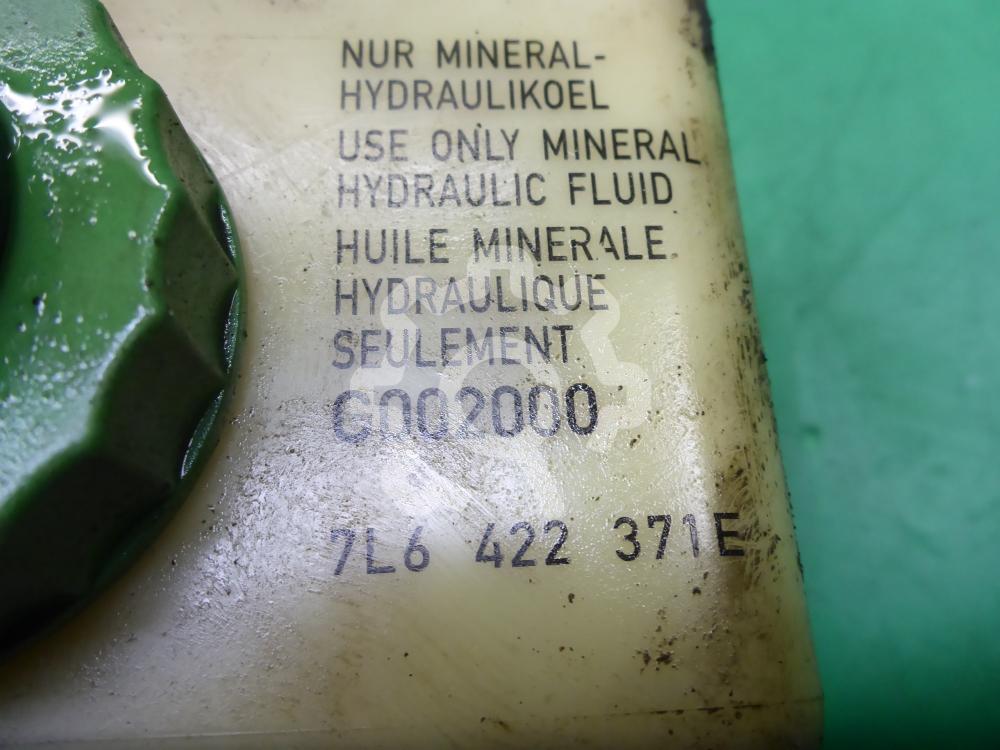 NUR MINERAL-
HYDRAULIKOEL
USE ONLY MINERAL
HYDRAULIC FLUID
HUILE MINERALE
HYDRAULIQUE
SEULEMENT
G002000
7L6 422 371E